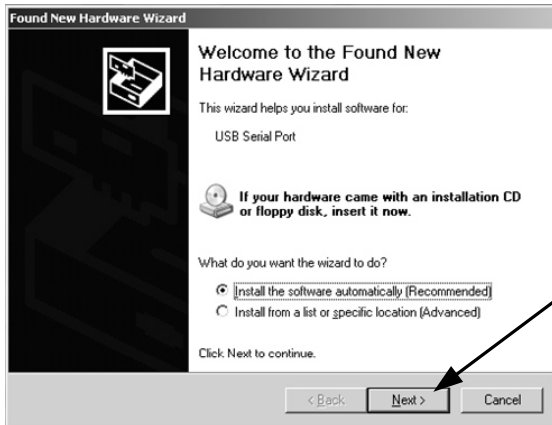 Found New Hardware Wizard
Welcome to the Found New
Hardware Wizard
This wizard helps you install software for:
USB Serial Port
If your hardware came with an installation CD
or floppy disk, insert it now.
What do you want the wizard to do?
Install the software automatically (Recommended)
Install from a list or specific location (Advanced)
Click Next to continue.
< Back Next > Cancel